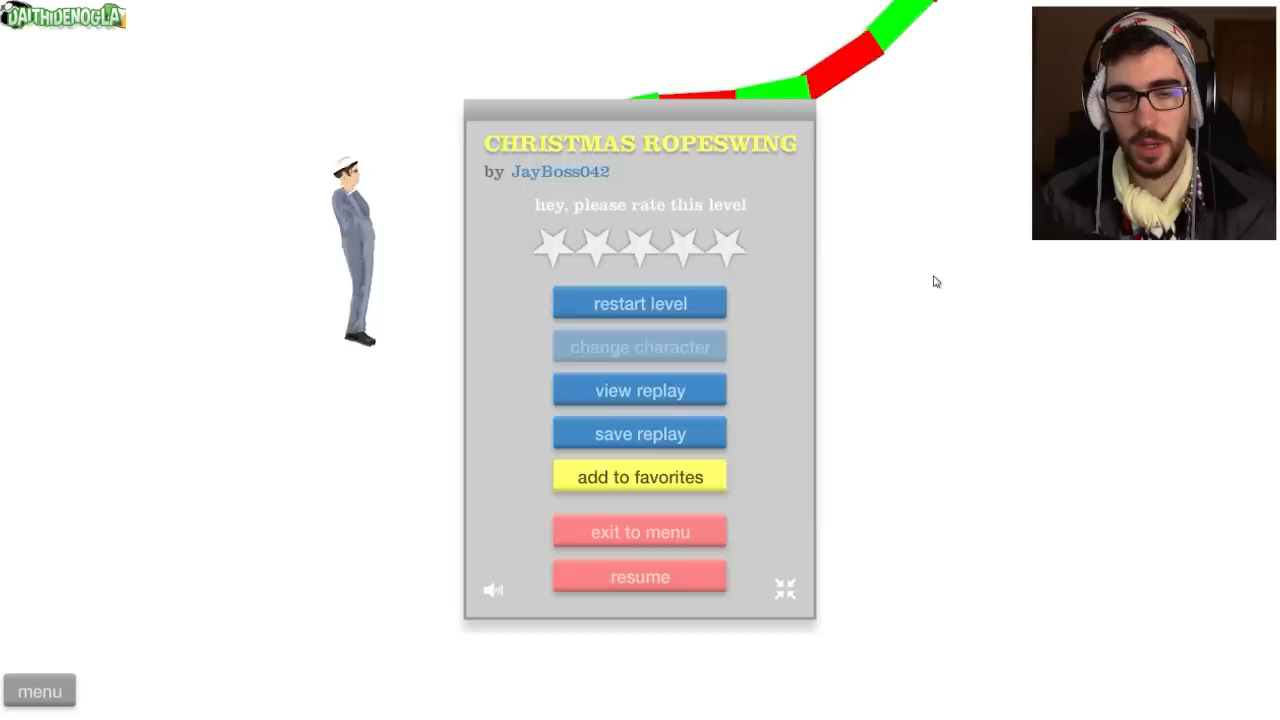 DAITHIDENOGLA
CHRISTMAS ROPESWING
by JayBoss042
hey, please rate this level
restart level
change character
view replay
save replay
add to favorites
exit to menu
resume
menu